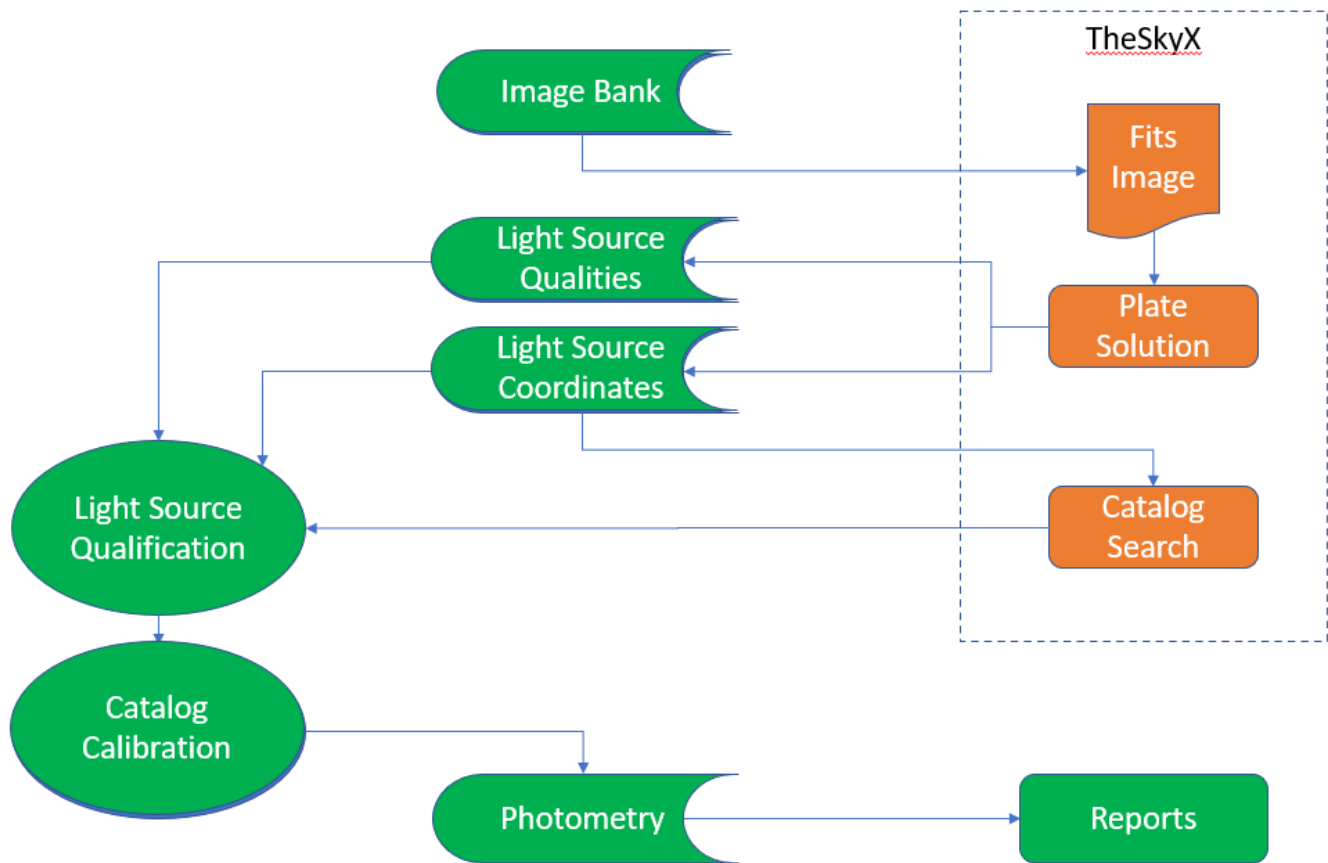 TheSkyX
Image Bank
Fits
Image
Light Source
Qualities
Plate
Solution
Light Source
Coordinates
Light Source
Qualification
Catalog
Search
Catalog
Calibration
Photometry
Reports